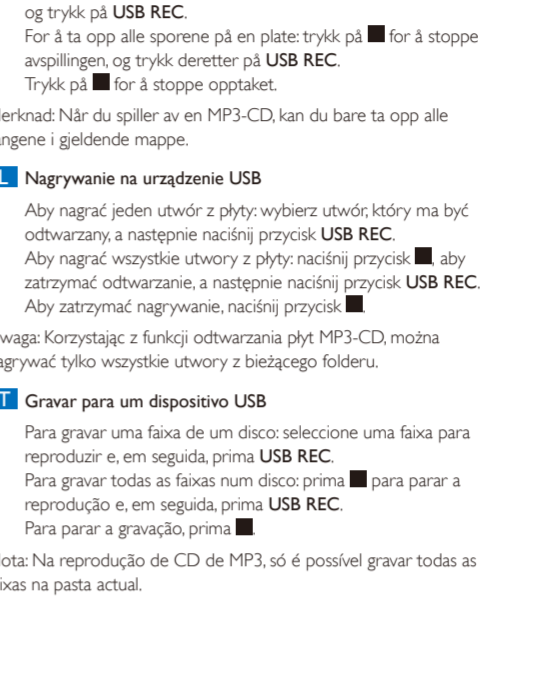 og trykk på USB REC.
For å ta opp alle sporene på en plate: trykk på ■ for å stoppe
avspillingen, og trykk deretter på USB REC.
Trykk på ■ for å stoppe opptaket.
erknad: Når du spiller av en MP3-CD, kan du bare ta opp alle
ngene i gjeldende mappe.
L Nagrywanie na urządzenie USB
Aby nagrać jeden utwór z płyty: wybierz utwór, który ma być
odtwarzany, a następnie naciśnij przycisk USB REC.
Aby nagrać wszystkie utwory z płyty: naciśnij przycisk ■, aby
zatrzymać odtwarzanie, a następnie naciśnij przycisk USB REC.
Aby zatrzymać nagrywanie, naciśnij przycisk ■.
waga: Korzystając z funkcji odtwarzania płyt MP3-CD, można
agrywać tylko wszystkie utwory z bieżącego folderu.
T Gravar para um dispositivo USB
Para gravar uma faixa de um disco: seleccione uma faixa para
reproduzir e, em seguida, prima USB REC.
Para gravar todas as faixas num disco: prima ■ para parar a
reprodução e, em seguida, prima USB REC.
Para parar a gravação, prima ■.
ota: Na reprodução de CD de MP3, só é possível gravar todas as
ixas na pasta actual.